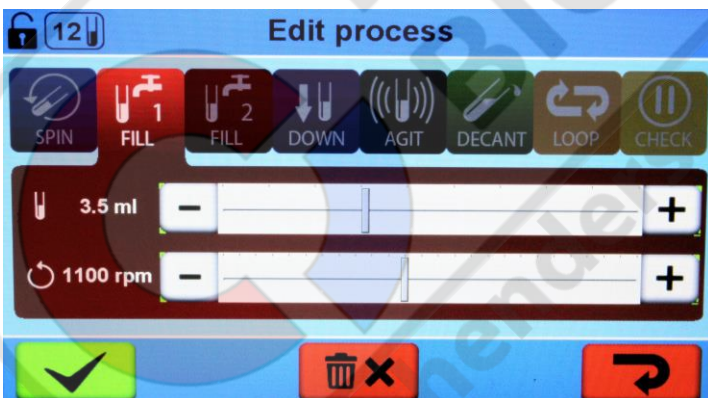 12
Edit process
SPIN
1
FILL
2
FILL
DOWN
AGIT
DECANT
LOOP
CHECK
3.5 ml
1100 rpm